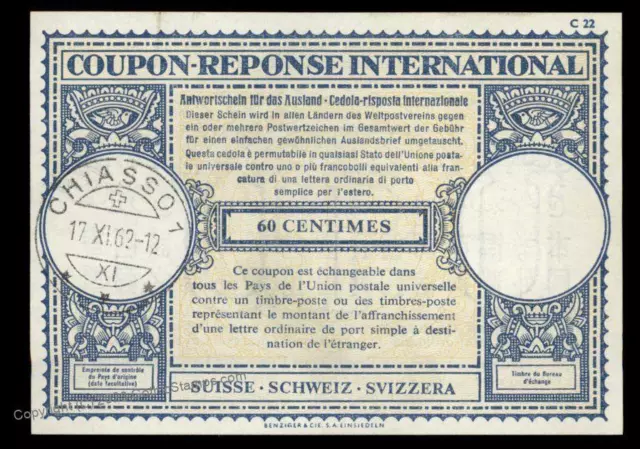 C 22
COUPON-REPONSE INTERNATIONAL
Antwortschein für das Ausland · Cedola-risposta internazionale
Dieser Schein wird in allen Ländern des Weltpostvereins gegen
ein oder mehrere Postwertzeichen im Gesamtwert der Gebühr
für einen einfachen gewöhnlichen Auslandsbrief umgetauscht.
Questa cedola è permutabile in qualsiasi Stato dell'Unione posta-
le universale contro uno o più francobolli equivalenti alla fran-
catura di una lettera ordinaria di porto
semplice per l'estero.
CHIASSO 1
17.XI.62-12
XI
60 CENTIMES
Ce coupon est échangeable dans
tous les Pays de l'Union postale universelle
contre un timbre-poste ou des timbres-poste
représentant le montant de l'affranchissement
d'une lettre ordinaire de port simple à desti-
nation de l'étranger.
Empreinte de contrôle
du Pays d'origine
(date facultative)
Timbre du Bureau
d'échange
SUISSE · SCHWEIZ · SVIZZERA
BENZIGER & CIE. S.A. EINSIEDELN